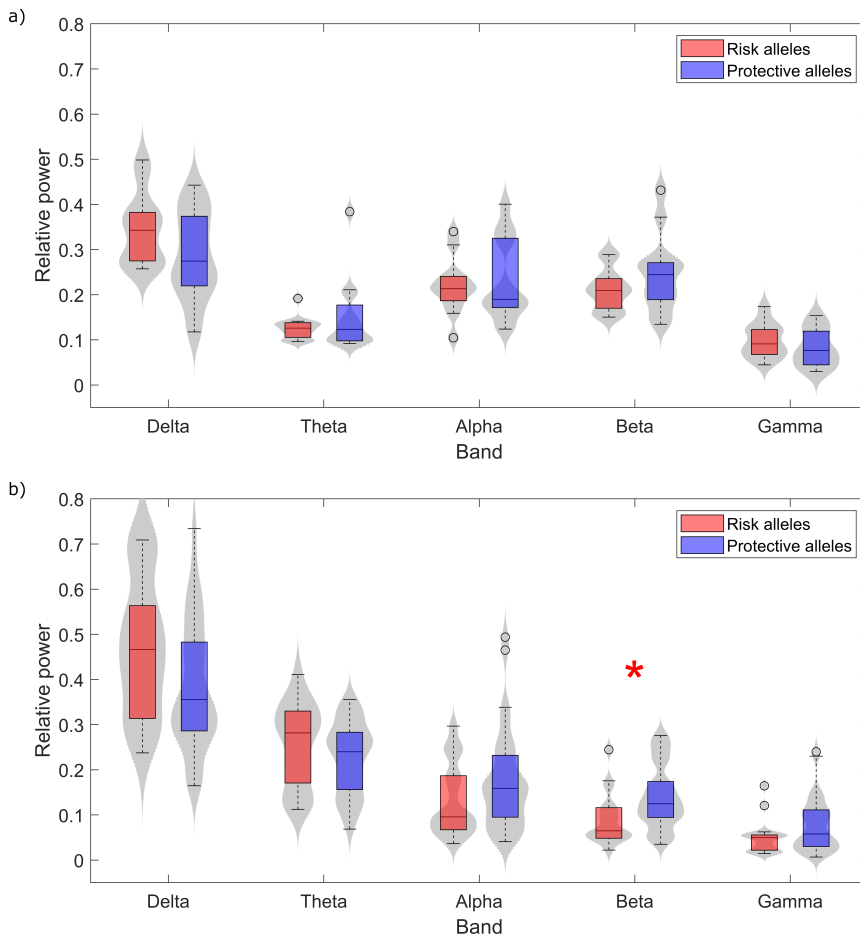 a)
Relative power
0.8
0.7
0.6
0.5
0.4
0.3
0.2
0.1
0
Risk alleles
Protective alleles
Delta Theta Alpha Beta Gamma
Band
b)
Relative power
0.8
0.7
0.6
0.5
0.4
0.3
0.2
0.1
0
Risk alleles
Protective alleles
*
Delta Theta Alpha Beta Gamma
Band